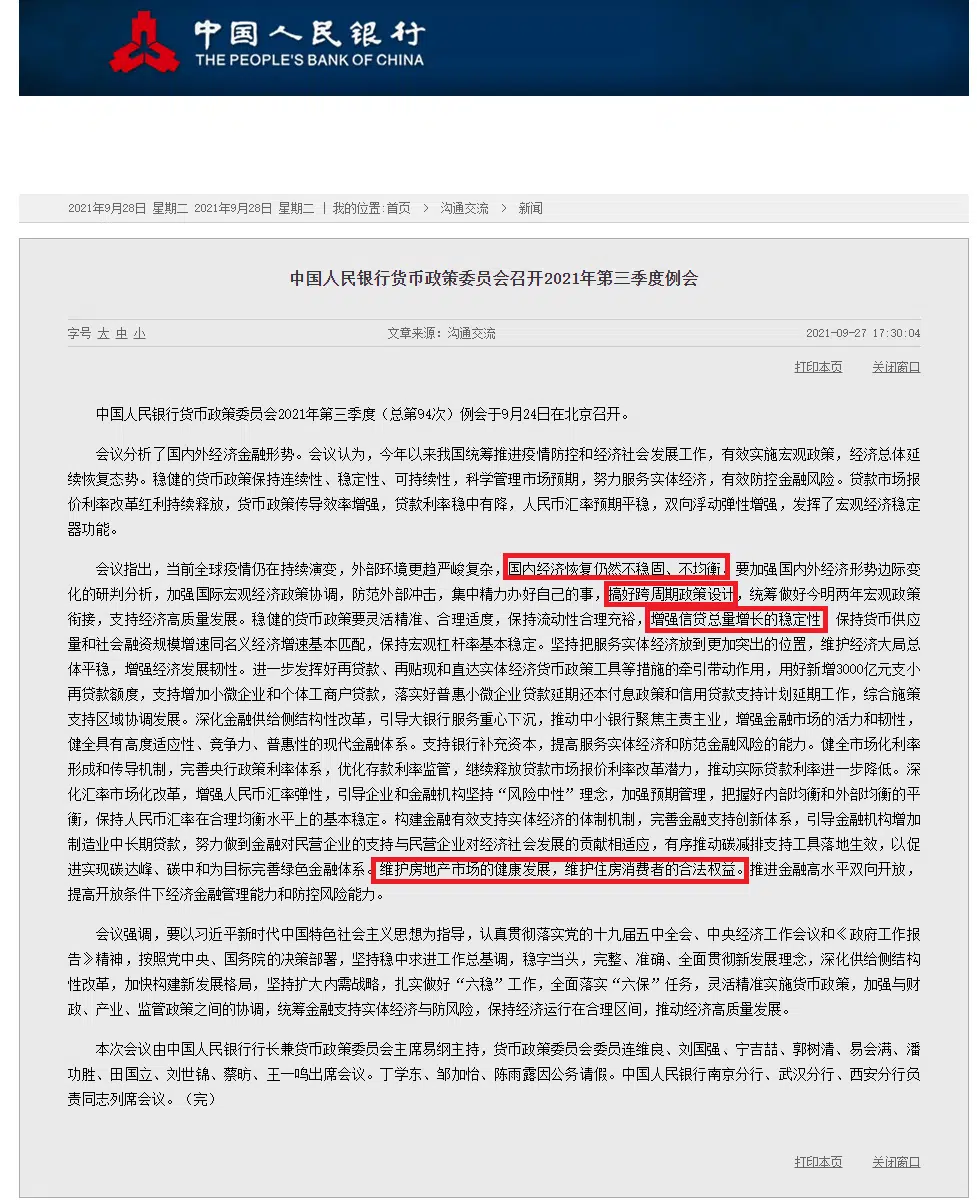 中国人民银行
THE PEOPLE'S BANK OF CHINA
2021年9月28日 星期二 2021年9月28日 星期二 | 我的位置:首页 > 沟通交流 > 新闻
中国人民银行货币政策委员会召开2021年第三季度例会
字号 大 中 小
文章来源：沟通交流
2021-09-27 17:30:04
打印本页 关闭窗口
中国人民银行货币政策委员会2021年第三季度（总第94次）例会于9月24日在北京召开。
会议分析了国内外经济金融形势。会议认为，今年以来我国统筹推进疫情防控和经济社会发展工作，有效实施宏观政策，经济总体延
续恢复态势。稳健的货币政策保持连续性、稳定性、可持续性，科学管理市场预期，努力服务实体经济，有效防控金融风险。贷款市场报
价利率改革红利持续释放，货币政策传导效率增强，贷款利率稳中有降，人民币汇率预期平稳，双向浮动弹性增强，发挥了宏观经济稳定
器功能。
会议指出，当前全球疫情仍在持续演变，外部环境更趋严峻复杂，国内经济恢复仍然不稳固、不均衡。要加强国内外经济形势边际变
化的研判分析，加强国际宏观经济政策协调，防范外部冲击，集中精力办好自己的事，搞好跨周期政策设计，统筹做好今明两年宏观政策
衔接，支持经济高质量发展。稳健的货币政策要灵活精准、合理适度，保持流动性合理充裕，增强信贷总量增长的稳定性，保持货币供应
量和社会融资规模增速同名义经济增速基本匹配，保持宏观杠杆率基本稳定。坚持把服务实体经济放到更加突出的位置，维护经济大局总
体平稳，增强经济发展韧性。进一步发挥好再贷款、再贴现和直达实体经济货币政策工具等措施的牵引带动作用，用好新增3000亿元支小
再贷款额度，支持增加小微企业和个体工商户贷款，落实好普惠小微企业贷款延期还本付息政策和信用贷款支持计划延期工作，综合施策
支持区域协调发展。深化金融供给侧结构性改革，引导大银行服务重心下沉，推动中小银行聚焦主责主业，增强金融市场的活力和韧性，
健全具有高度适应性、竞争力、普惠性的现代金融体系。支持银行补充资本，提高服务实体经济和防范金融风险的能力。健全市场化利率
形成和传导机制，完善央行政策利率体系，优化存款利率监管，继续释放贷款市场报价利率改革潜力，推动实际贷款利率进一步降低。深
化汇率市场化改革，增强人民币汇率弹性，引导企业和金融机构坚持“风险中性”理念，加强预期管理，把握好内部均衡和外部均衡的平
衡，保持人民币汇率在合理均衡水平上的基本稳定。构建金融有效支持实体经济的体制机制，完善金融支持创新体系，引导金融机构增加
制造业中长期贷款，努力做到金融对民营企业的支持与民营企业对经济社会发展的贡献相适应，有序推动碳减排支持工具落地生效，以促
进实现碳达峰、碳中和为目标完善绿色金融体系。维护房地产市场的健康发展，维护住房消费者的合法权益。推进金融高水平双向开放，
提高开放条件下经济金融管理能力和防控风险能力。
会议强调，要以习近平新时代中国特色社会主义思想为指导，认真贯彻落实党的十九届五中全会、中央经济工作会议和《政府工作报
告》精神，按照党中央、国务院的决策部署，坚持稳中求进工作总基调，稳字当头，完整、准确、全面贯彻新发展理念，深化供给侧结构
性改革，加快构建新发展格局，坚持扩大内需战略，扎实做好“六稳”工作，全面落实“六保”任务，灵活精准实施货币政策，加强与财
政、产业、监管政策之间的协调，统筹金融支持实体经济与防风险，保持经济运行在合理区间，推动经济高质量发展。
本次会议由中国人民银行行长兼货币政策委员会主席易纲主持，货币政策委员会委员连维良、刘国强、宁吉喆、郭树清、易会满、潘
功胜、田国立、刘世锦、蔡昉、王一鸣出席会议。丁学东、邹加怡、陈雨露因公务请假。中国人民银行南京分行、武汉分行、西安分行负
责同志列席会议。（完）
打印本页 关闭窗口